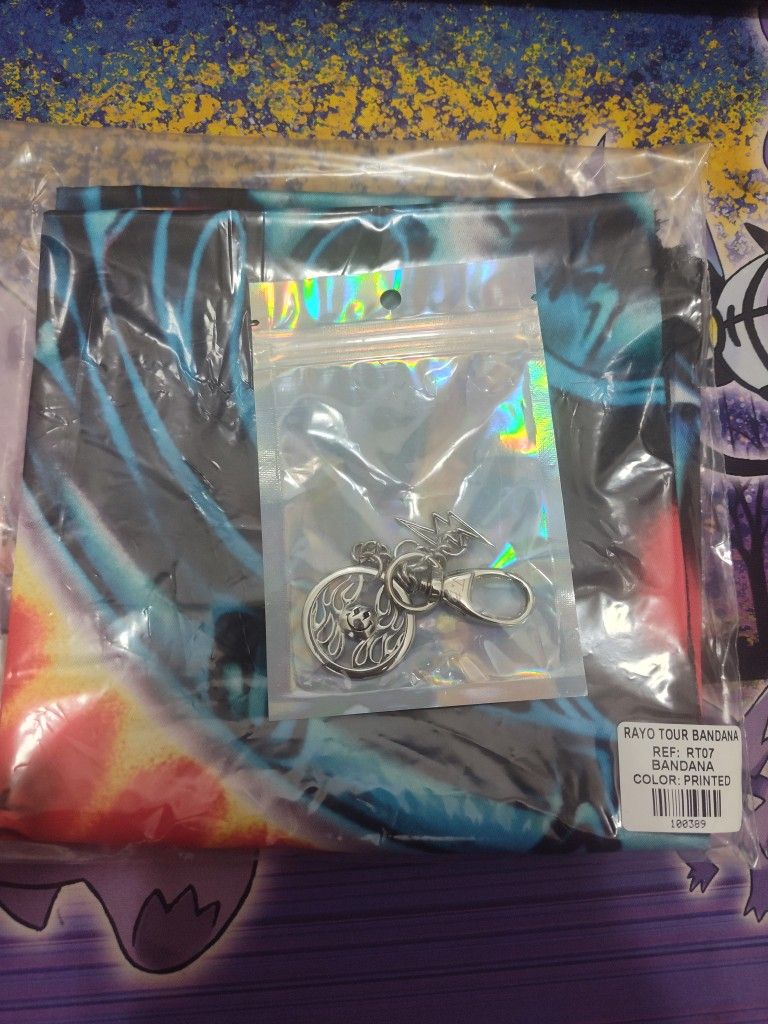 RAYO TOUR BANDANA
REF: RT07
BANDANA
COLOR: PRINTED
100389